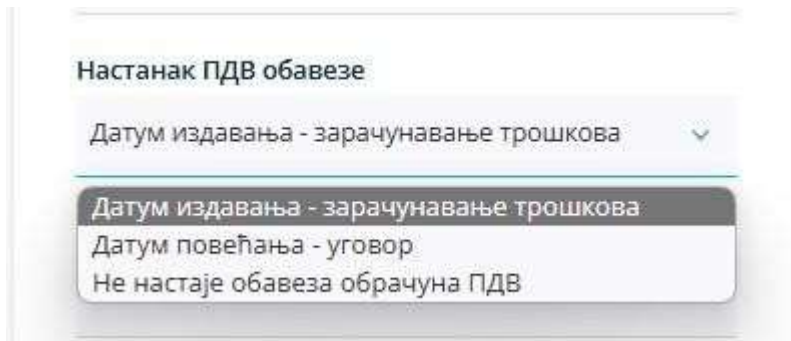 Настанак ПДВ обавезе
Датум издавања - зарачунавање трошкова
Датум издавања - зарачунавање трошкова
Датум повећања - уговор
Не настаје обавеза обрачуна ПДВ